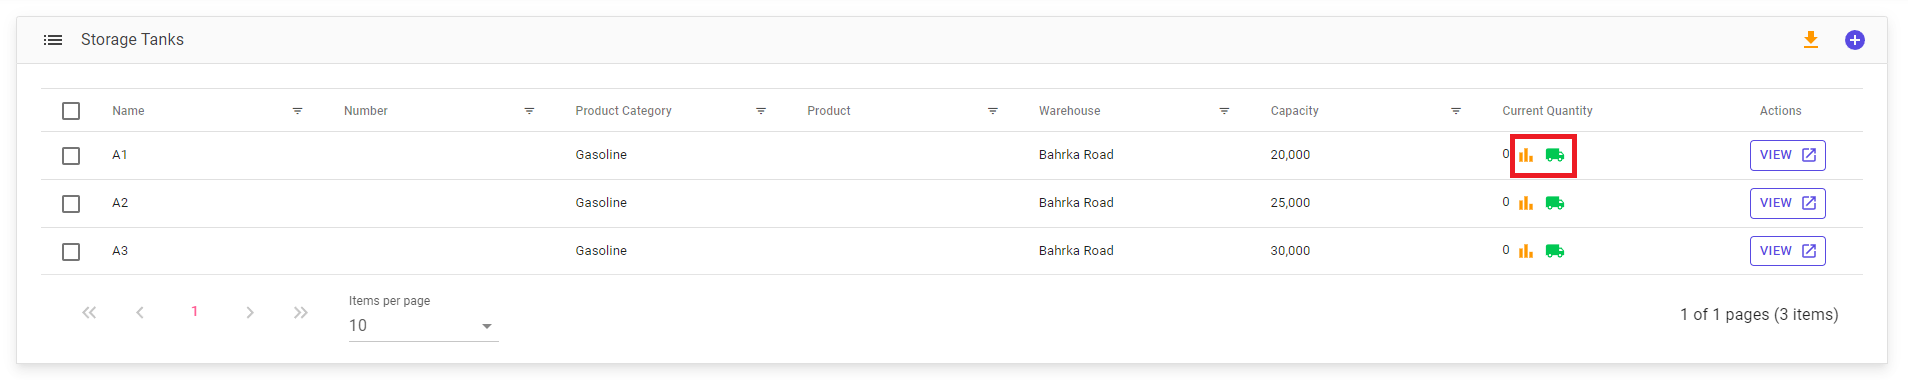 Storage Tanks
Name Number Product Category Product Warehouse Capacity Current Quantity Actions
A1 Gasoline Bahrka Road 20,000 0 VIEW
A2 Gasoline Bahrka Road 25,000 0 VIEW
A3 Gasoline Bahrka Road 30,000 0 VIEW
Items per page
1 10 1 of 1 pages (3 items)